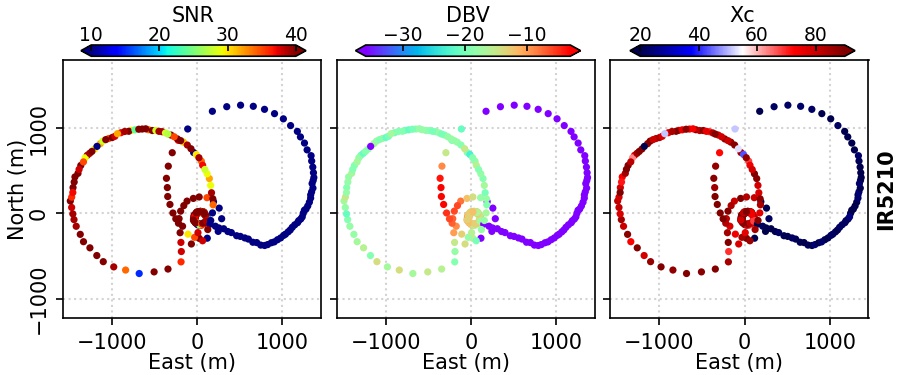 SNR DBV Xc
10 20 30 40 −30 −20 −10 20 40 60 80
1000
0
−1000
North (m)
−1000 0 1000 −1000 0 1000 −1000 0 1000
East (m) East (m) East (m)
IR5210